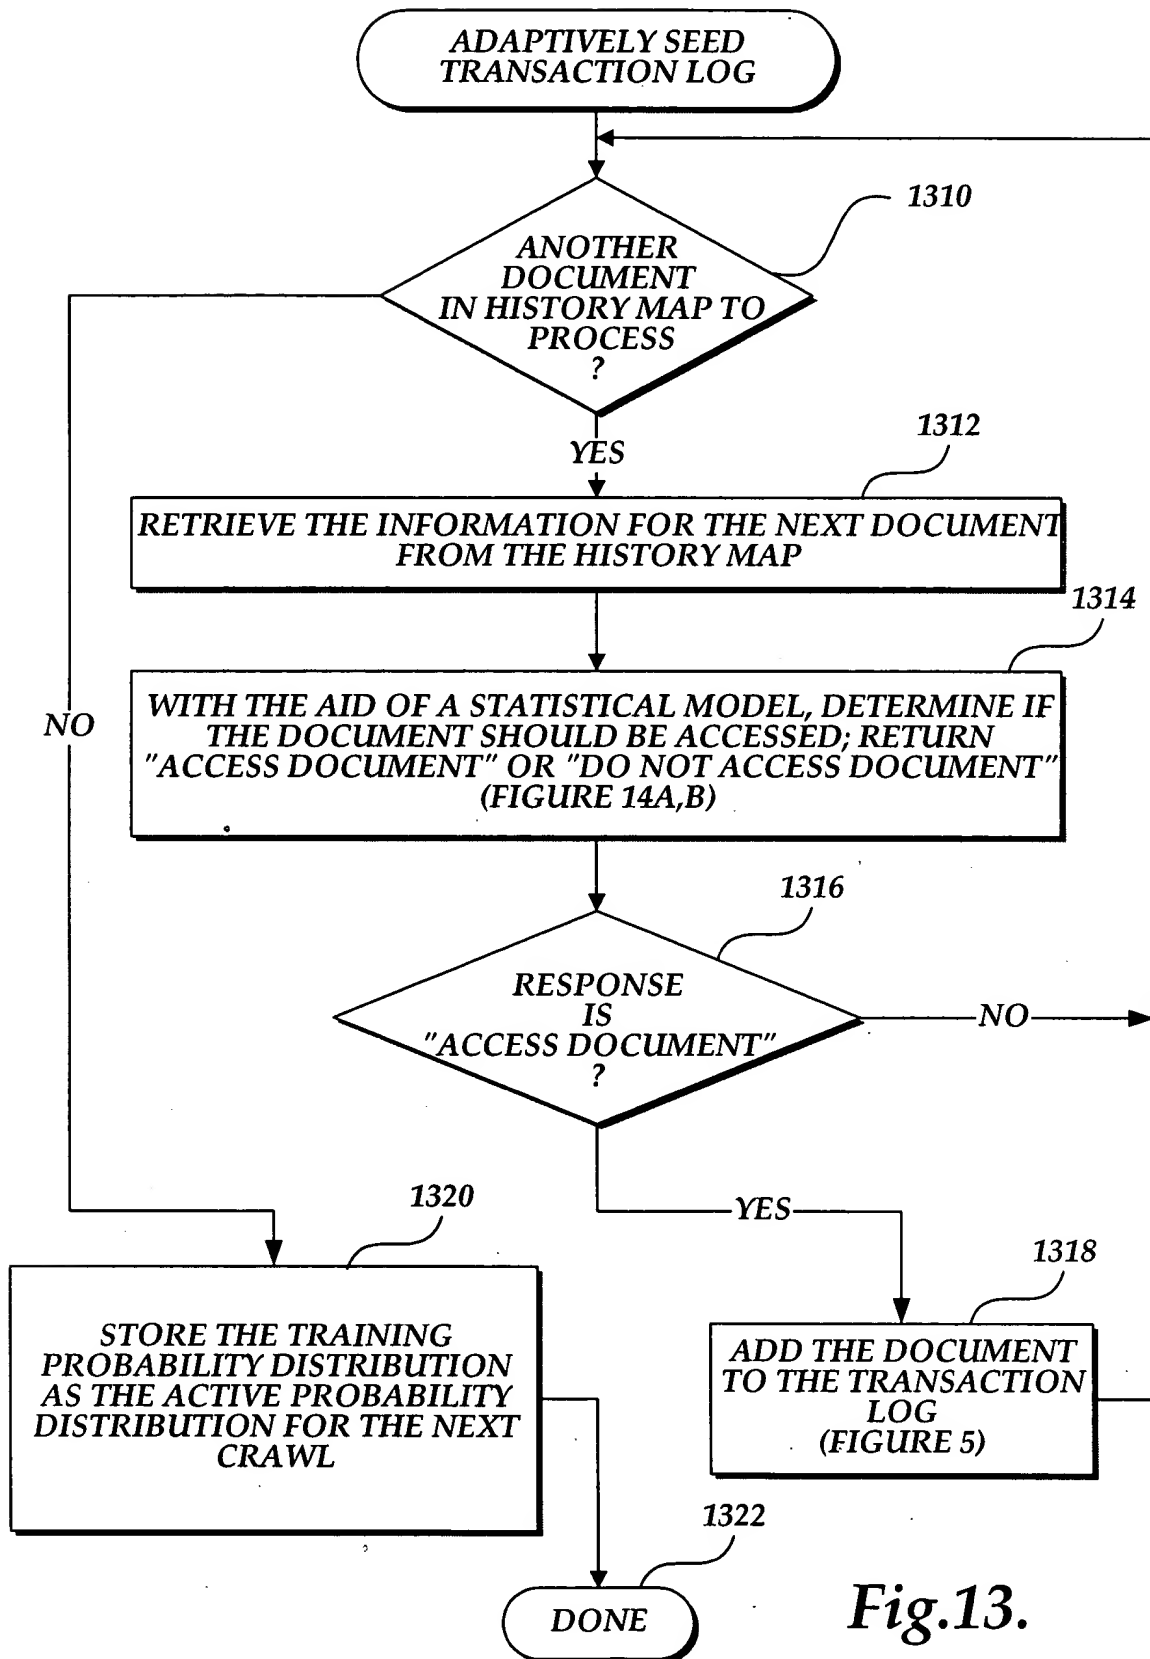 ADAPTIVELY SEED
TRANSACTION LOG
1310
ANOTHER
DOCUMENT
IN HISTORY MAP TO
PROCESS
?
1312
YES
RETRIEVE THE INFORMATION FOR THE NEXT DOCUMENT
FROM THE HISTORY MAP
1314
WITH THE AID OF A STATISTICAL MODEL, DETERMINE IF
THE DOCUMENT SHOULD BE ACCESSED; RETURN
"ACCESS DOCUMENT" OR "DO NOT ACCESS DOCUMENT"
(FIGURE 14A,B)
NO
1316
RESPONSE
IS
"ACCESS DOCUMENT"
?
NO
YES
1320
STORE THE TRAINING
PROBABILITY DISTRIBUTION
AS THE ACTIVE PROBABILITY
DISTRIBUTION FOR THE NEXT
CRAWL
1318
ADD THE DOCUMENT
TO THE TRANSACTION
LOG
(FIGURE 5)
1322
DONE
Fig.13.